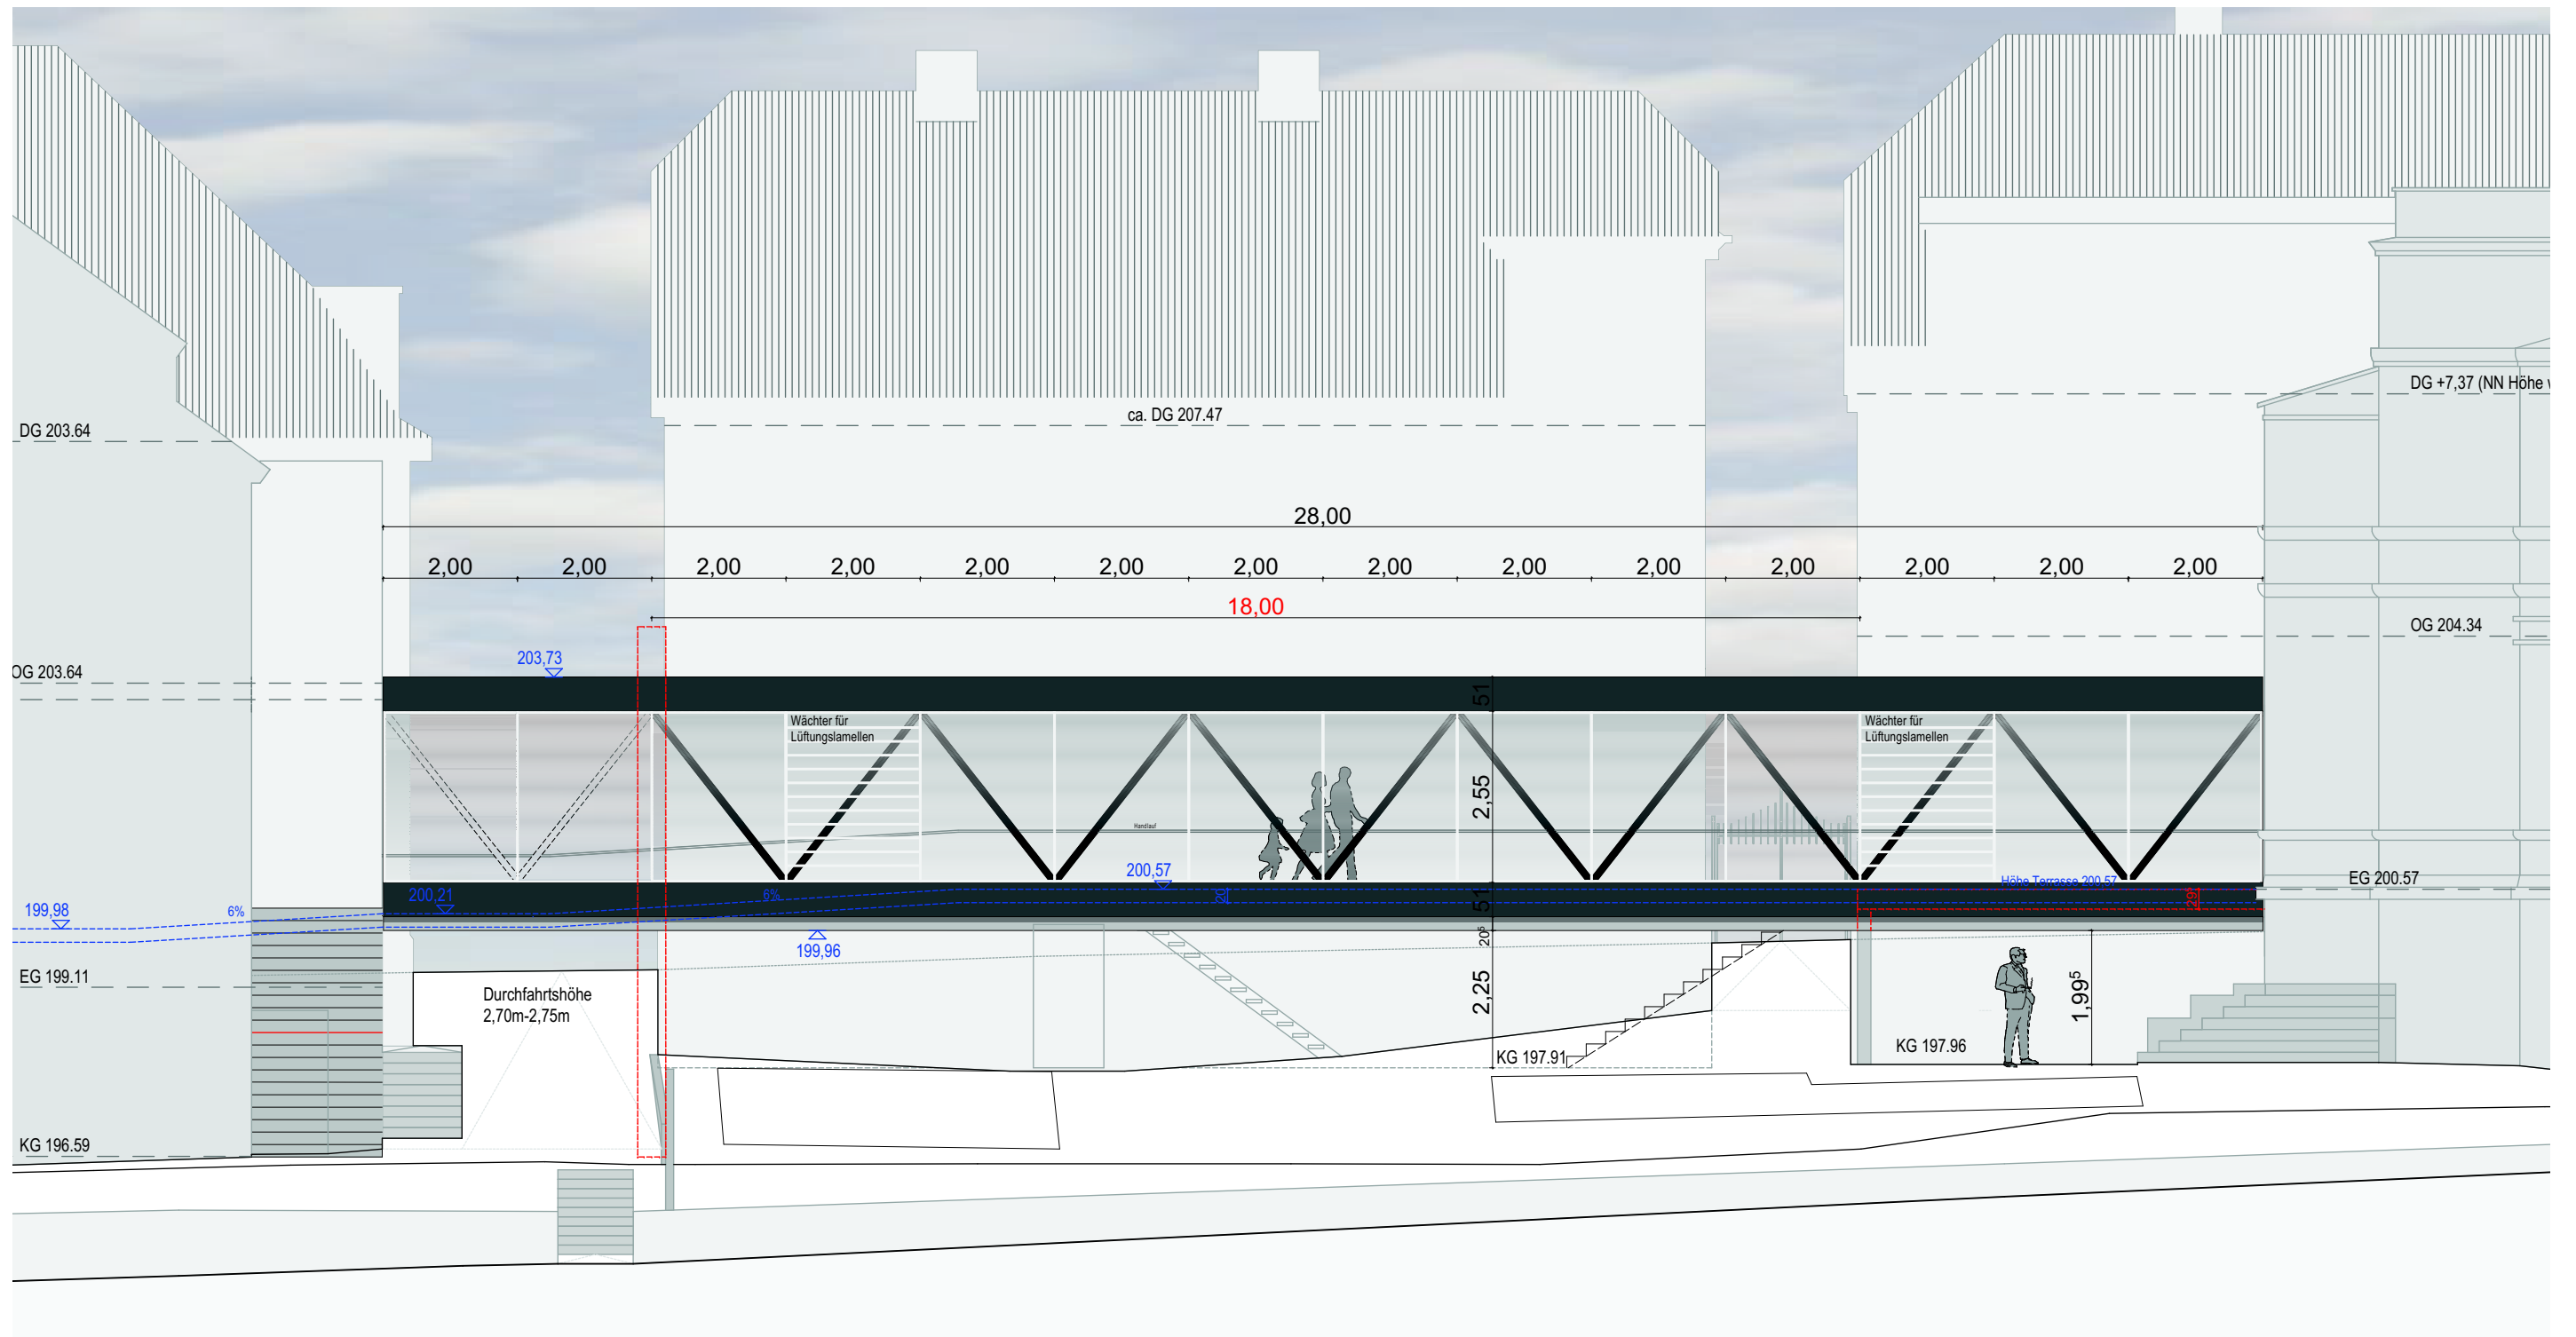 DG +7,37 (NN Höhe
ca. DG 207.47
DG 203.64
28,00
2,00 2,00 2,00 2,00 2,00 2,00 2,00 2,00 2,00 2,00 2,00 2,00 2,00 2,00
18,00
OG 204.34
203,73
OG 203.64
51
Wächter für
Lüftungslamellen
Wächter für
Lüftungslamellen
2,55
Handlauf
200,57
EG 200.57
Höhe Terrasse 200,57
200,21
6%
20
51
29⁵
199,98
6%
20⁵
199,96
EG 199.11
Durchfahrtshöhe
2,70m-2,75m
2,25
1,99⁵
KG 197.91
KG 197.96
KG 196.59